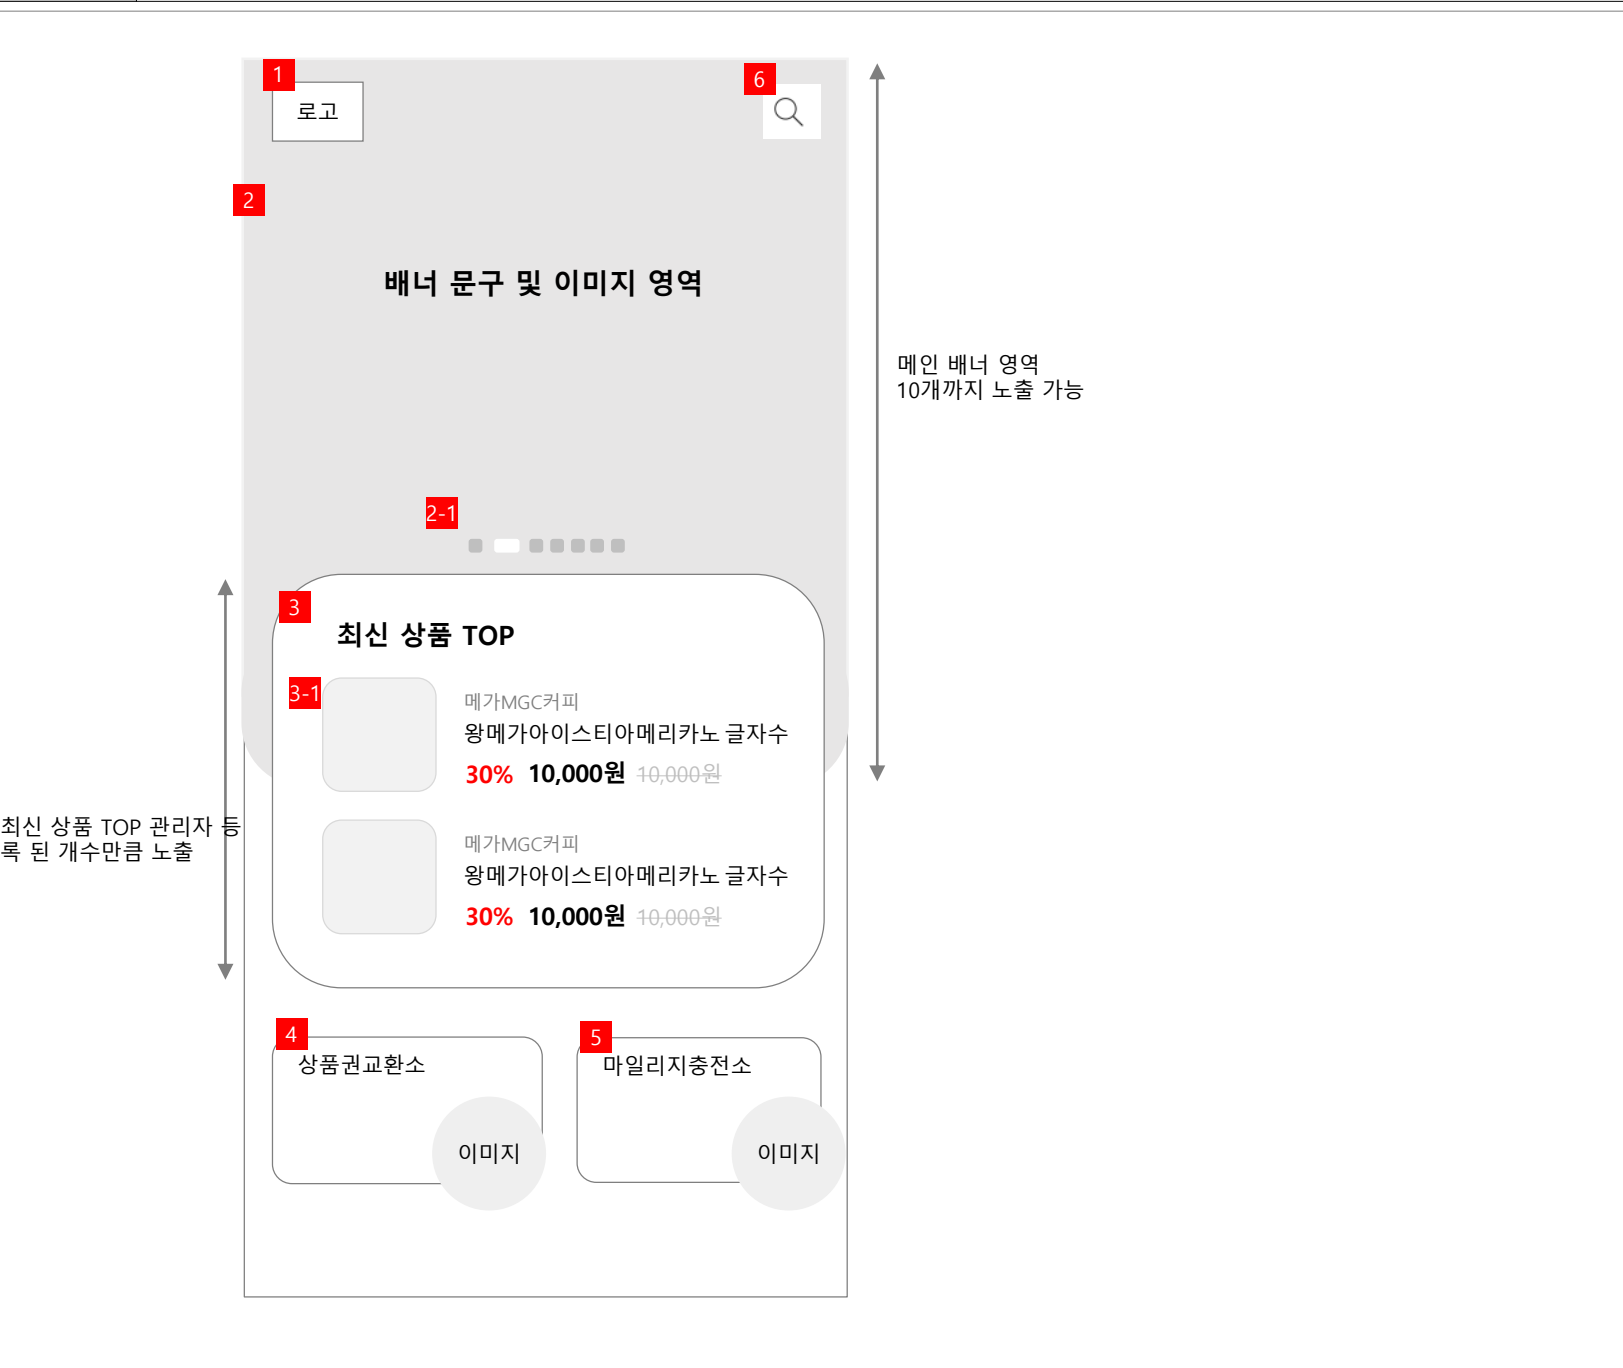 1
로고
6
2
배너 문구 및 이미지 영역
메인 배너 영역
10개까지 노출 가능
2-1
3
최신 상품 TOP
3-1
메가MGC커피
왕메가아이스티아메리카노 글자수
30% 10,000원 10,000원
최신 상품 TOP 관리자 등
록 된 개수만큼 노출
메가MGC커피
왕메가아이스티아메리카노 글자수
30% 10,000원 10,000원
4
상품권교환소
이미지
5
마일리지충전소
이미지